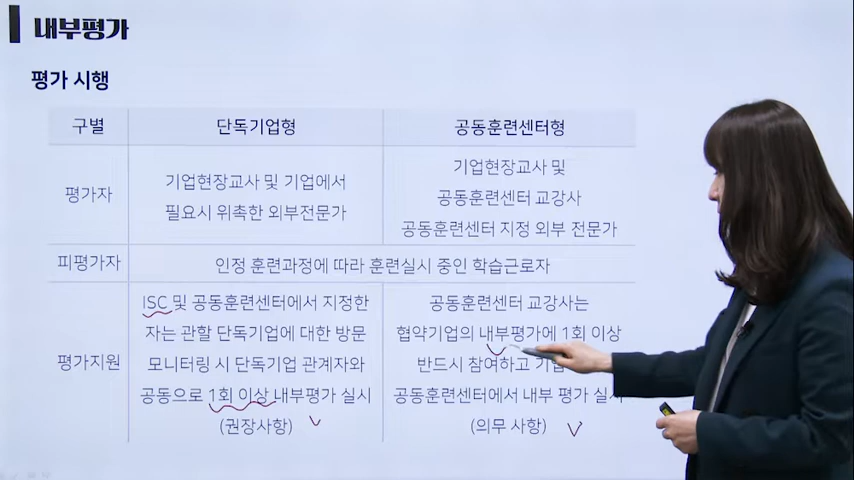 내부평가
평가 시행
구별
단독기업형
공동훈련센터형
평가자
기업현장교사 및 기업에서
필요시 위촉한 외부전문가
기업현장교사 및
공동훈련센터 교강사
공동훈련센터 지정 외부 전문가
피평가자
인정 훈련과정에 따라 훈련실시 중인 학습근로자
평가지원
ISC 및 공동훈련센터에서 지정한
자는 관할 단독기업에 대한 방문
모니터링 시 단독기업 관계자와
공동으로 1회 이상 내부평가 실시
(권장사항)
공동훈련센터 교강사는
협약기업의 내부평가에 1회 이상
반드시 참여하고
공동훈련센터에서 내부 평가 실시
(의무 사항)